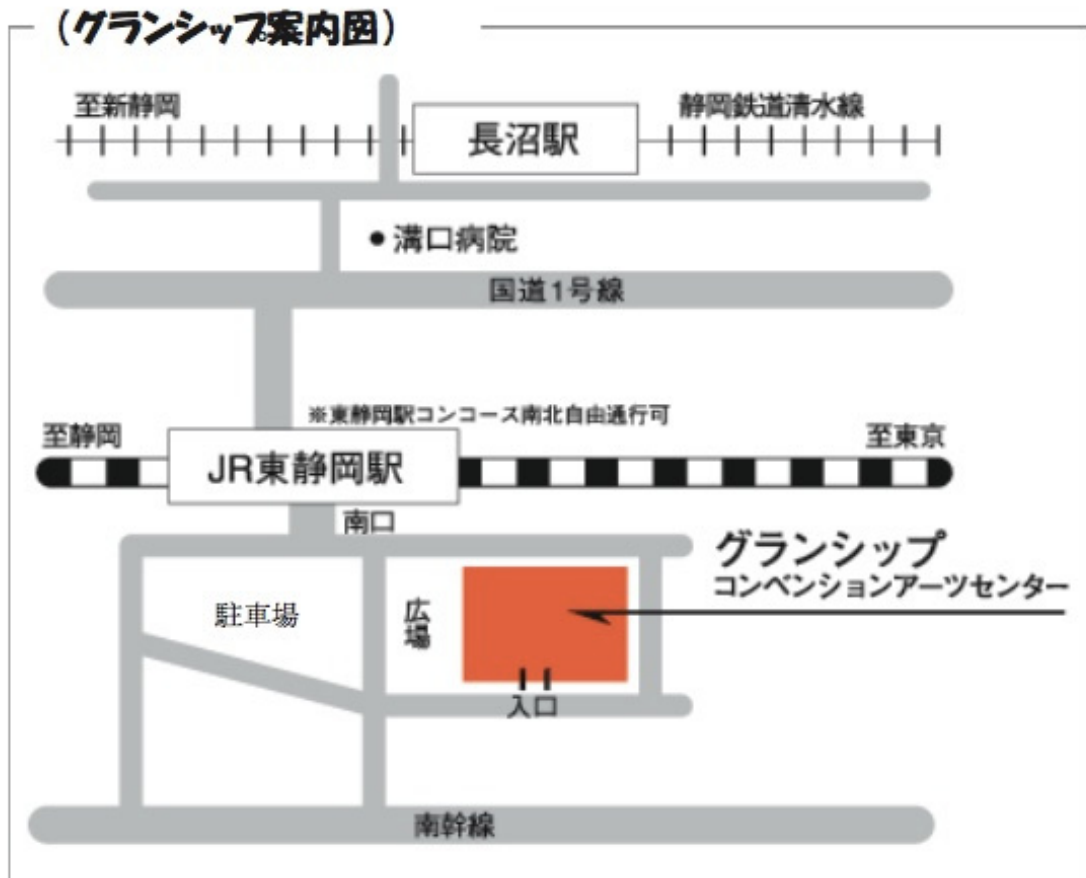 （グランシップ案内図）
至新静岡
静岡鉄道清水線
長沼駅
溝口病院
国道1号線
※東静岡駅コンコース南北自由通行可
至静岡
至東京
JR東静岡駅
南口
グランシップ
コンベンションアーツセンター
駐車場
広場
入口
南幹線